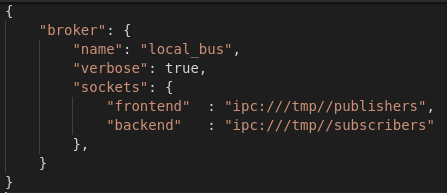 {
    "broker": {
        "name": "local_bus",
        "verbose": true,
        "sockets": {
            "frontend"  : "ipc:///tmp//publishers",
            "backend"   : "ipc:///tmp//subscribers"
        },
    }
}